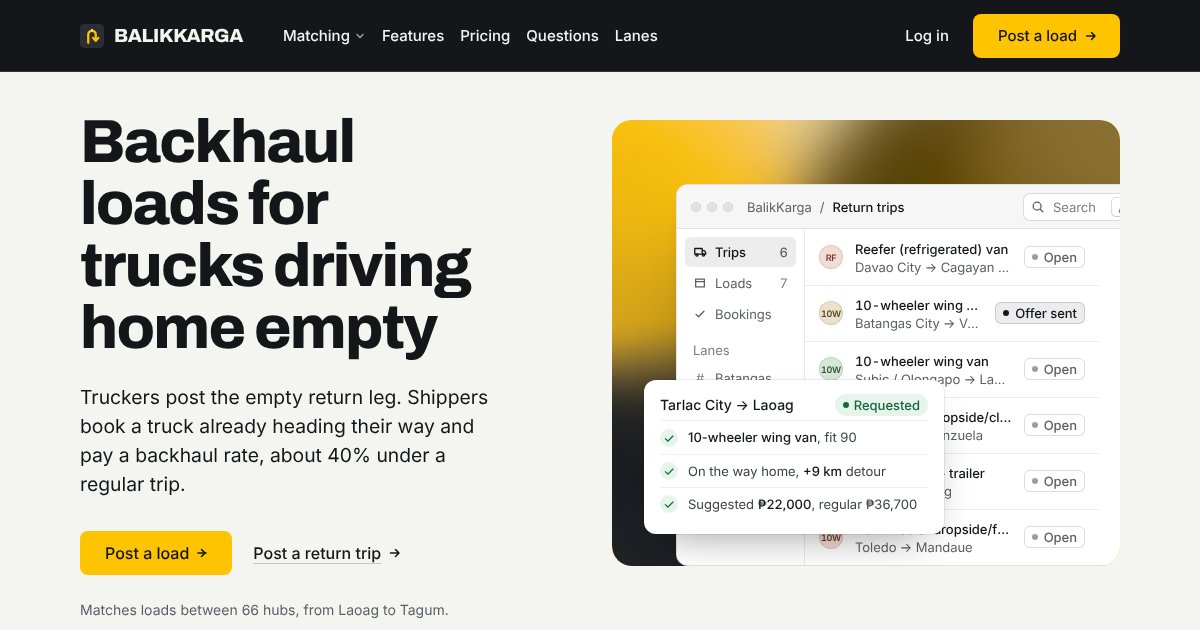 BALIKKARGA
Matching
Features
Pricing
Questions
Lanes
Log in
Post a load →
Backhaul
loads for
trucks driving
home empty
Truckers post the empty return leg. Shippers
book a truck already heading their way and
pay a backhaul rate, about 40% under a
regular trip.
Post a load →
Post a return trip →
Matches loads between 66 hubs, from Laoag to Tagum.
BalikKarga / Return trips
Search
Trips 6
Loads 7
Bookings
Lanes
# Batangas
RF
Reefer (refrigerated) van
Davao City → Cagayan ...
Open
10W
10-wheeler wing ...
Batangas City → V...
Offer sent
10W
10-wheeler wing van
Subic / Olongapo → La...
Open
Open
Open
Toledo → Mandaue
Open
10W
Tarlac City → Laoag
Requested
10-wheeler wing van, fit 90
On the way home, +9 km detour
Suggested ₱22,000, regular ₱36,700
trailer